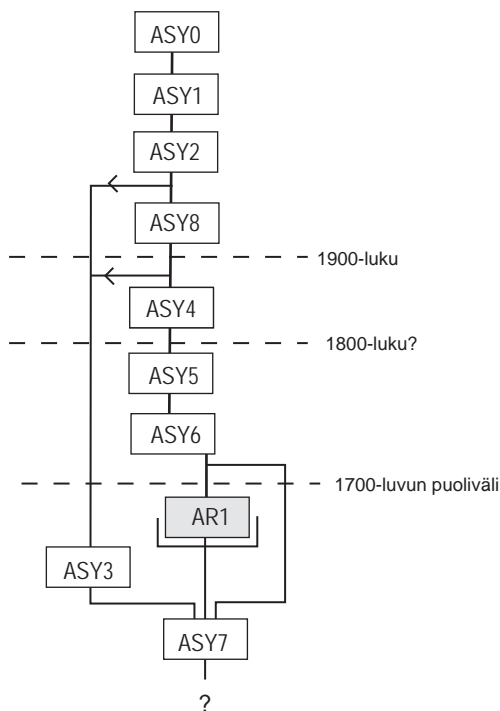 ASY0
ASY1
ASY2
ASY8
1900-luku
ASY4
1800-luku?
ASY5
ASY6
1700-luvun puoliväli
AR1
ASY3
ASY7
?